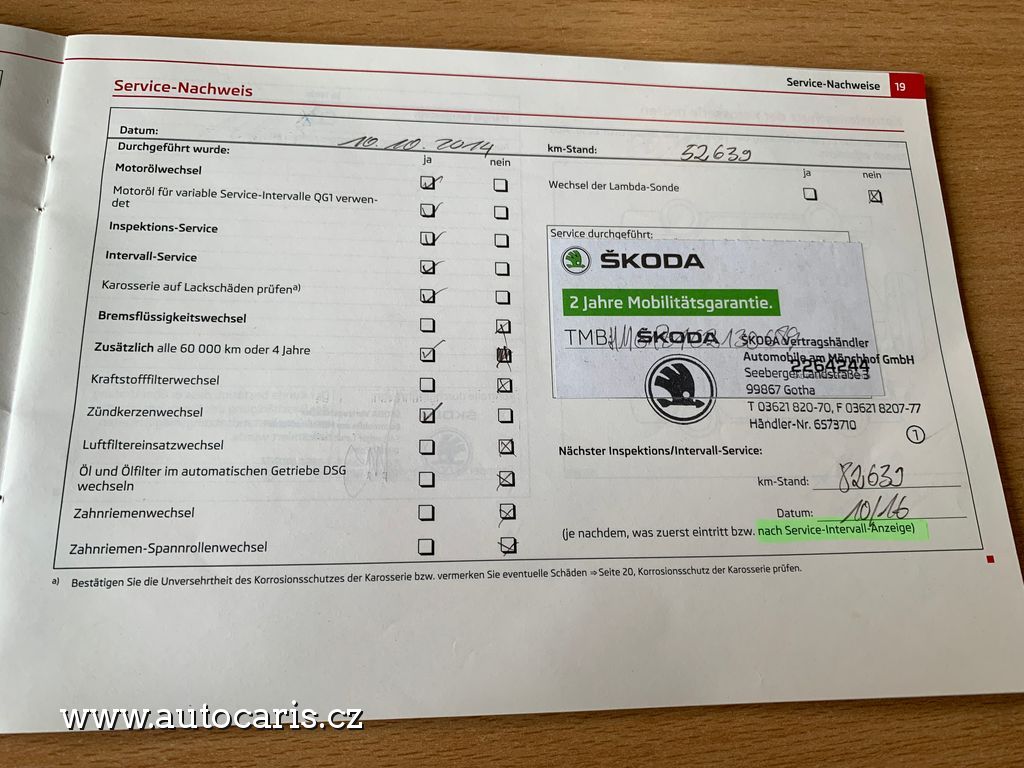 Service-Nachweise 19
Service-Nachweis
Datum: 10.10.2014
km-Stand: 52639
Durchgeführt wurde: ja nein
Motorölwechsel
Motoröl für variable Service-Intervalle QG1 verwen-
det
Inspektions-Service
Intervall-Service
Karosserie auf Lackschäden prüfen a)
Bremsflüssigkeitswechsel
Zusätzlich alle 60 000 km oder 4 Jahre
Kraftstofffilterwechsel
Zündkerzenwechsel
Luftfiltereinsatzwechsel
Öl und Ölfilter im automatischen Getriebe DSG
wechseln
Zahnriemenwechsel
Zahnriemen-Spannrollenwechsel
ja nein
Wechsel der Lambda-Sonde
Service durchgeführt:
ŠKODA
2 Jahre Mobilitätsgarantie.
TMB
ŠKODA
ŠKODA Vertragshändler
Automobile am Mönchhof GmbH
2264244
Seeberger Landstraße 3
99867 Gotha
T 03621 820-70, F 03621 8207-77
Händler-Nr. 6573710
1
Nächster Inspektions/Intervall-Service:
km-Stand: 82639
Datum: 10/16
(je nachdem, was zuerst eintritt bzw. nach Service-Intervall-Anzeige)
a) Bestätigen Sie die Unversehrtheit des Korrosionsschutzes der Karosserie bzw. vermerken Sie eventuelle Schäden ⇒ Seite 20, Korrosionsschutz der Karosserie prüfen.
www.autocaris.cz